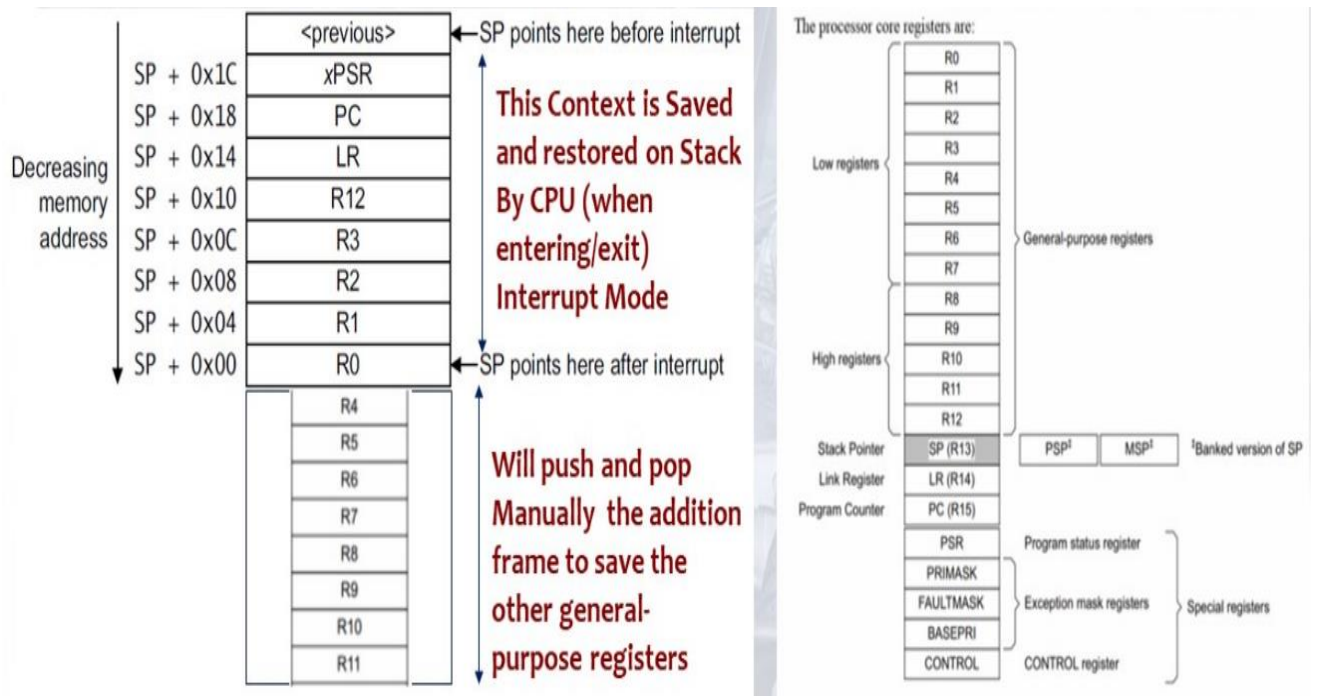 <previous>
SP points here before interrupt
SP + 0x1C
xPSR
SP + 0x18
PC
SP + 0x14
LR
SP + 0x10
R12
SP + 0x0C
R3
SP + 0x08
R2
SP + 0x04
R1
SP + 0x00
R0
SP points here after interrupt
Decreasing
memory
address
This Context is Saved
and restored on Stack
By CPU (when
entering/exit)
Interrupt Mode
R4
R5
R6
R7
R8
R9
R10
R11
Will push and pop
Manually the addition
frame to save the
other general-
purpose registers
The processor core registers are:
Low registers
R0
R1
R2
R3
R4
R5
R6
R7
General-purpose registers
High registers
R8
R9
R10
R11
R12
Stack Pointer
SP (R13)
PSP‡
MSP‡
‡Banked version of SP
Link Register
LR (R14)
Program Counter
PC (R15)
PSR
Program status register
PRIMASK
FAULTMASK
BASEPRI
Exception mask registers
Special registers
CONTROL
CONTROL register